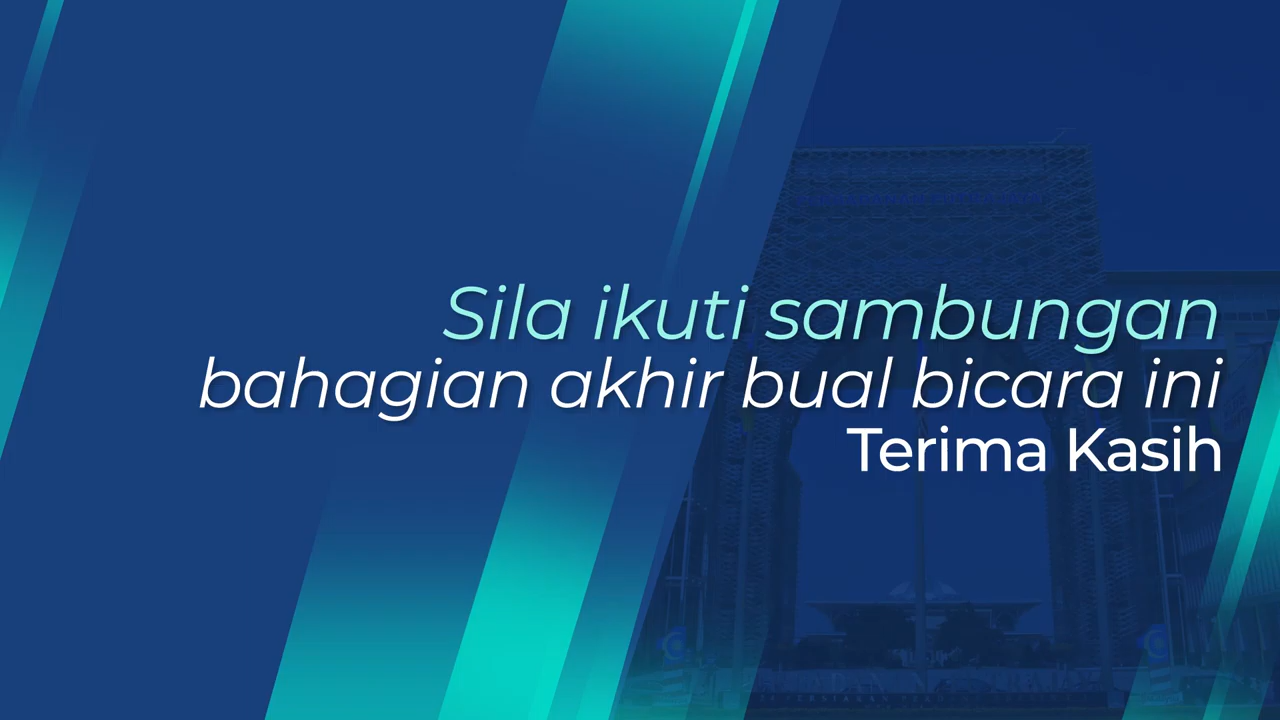 Sila ikuti sambungan
bahagian akhir bual bicara ini
Terima Kasih